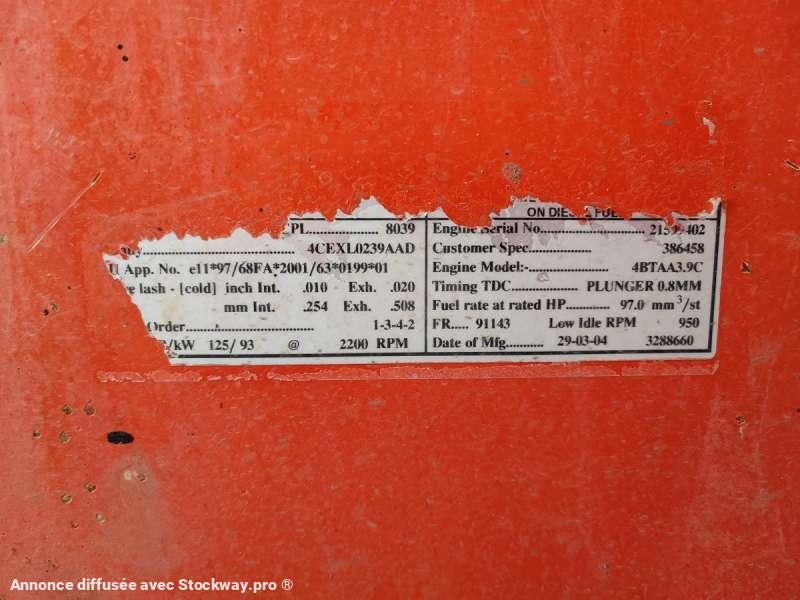 CPL.................... 8039
4CEXL0239AAD
App. No. e11*97/68FA*2001/63*0199*01
lash - [cold] inch Int. .010 Exh. .020
mm Int. .254 Exh. .508
Order.................................. 1-3-4-2
/kW 125/ 93 @ 2200 RPM
ON DIESEL FUEL
Engine Serial No.............................
Customer Spec.................................. 386458
Engine Model:-..................... 4BTAA3.9C
Timing TDC.................. PLUNGER 0.8MM
Fuel rate at rated HP........... 97.0 mm³/st
FR..... 91143 Low Idle RPM 950
Date of Mfg........... 29-03-04 3288660
Annonce diffusée avec Stockway.pro ®